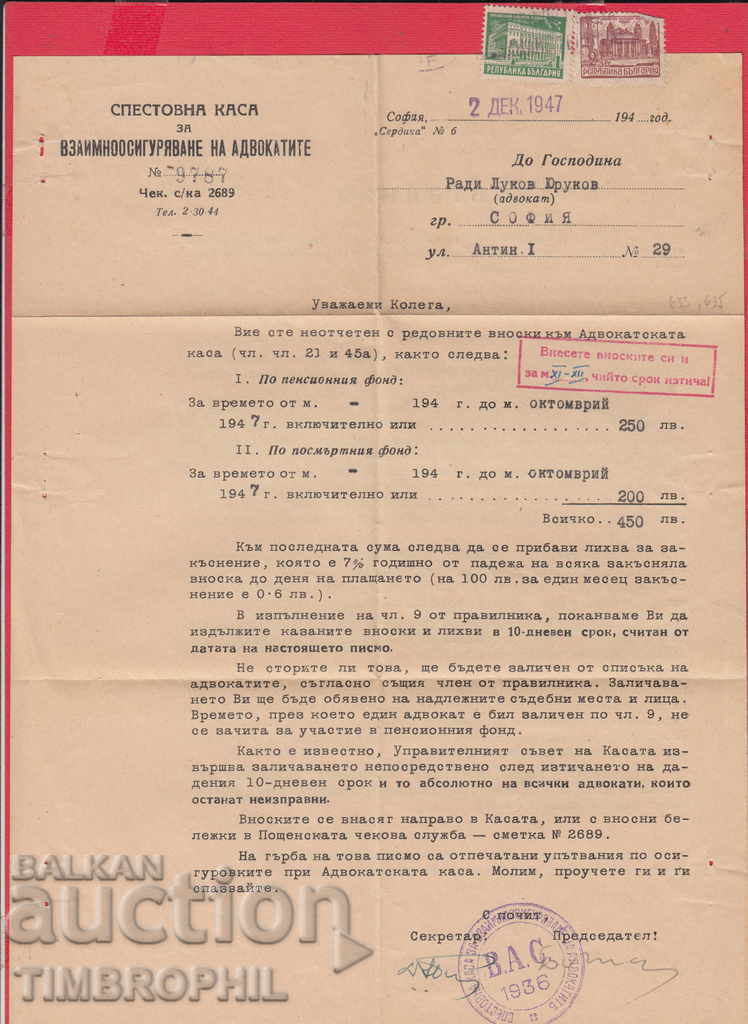 РЕПУБЛИКА БЪЛГАРИЯ
РЕПУБЛИКА БЪЛГАРИЯ
СПЕСТОВНА КАСА
ЗА
ВЗАИМНООСИГУРЯВАНЕ НА АДВОКАТИТЕ
№ 9787
Чек. с/ка 2689
Тел. 2-30-44
София, 2 ДЕК. 1947 194 год.
„Сердика" № 6
До Господина
Ради Луков Юруков
(адвокат)
гр. СОФИЯ
ул. Антин. I № 29
Уважаеми Колега,
Вие сте неотчетен с редовните вноски към Адвокатската
каса (чл. чл. 21 и 45а), както следва:
Внесете вноските си и
за м. XI-XII, чийто срок изтича!
I. По пенсионния фонд:
За времето от м. - 194 г. до м. ОКТОМВРИЙ
1947 г. включително или .................. 250 лв.
II. По посмъртния фонд:
За времето от м. - 194 г. до м. ОКТОМВРИЙ
1947 г. включително или .................. 200 лв.
Всичко.. 450 лв.
Към последната сума следва да се прибави лихва за за-
къснение, която е 7% годишно от падежа на всяка закъсняла
вноска до деня на плащането (на 100 лв. за един месец закъс-
нение е 0·6 лв.).
В изпълнение на чл. 9 от правилника, поканваме Ви да
издължите казаните вноски и лихви в 10-дневен срок, считан от
датата на настоящето писмо.
Не сторите ли това, ще бъдете заличен от списъка на
адвокатите, съгласно същия член от правилника. Заличава-
нето Ви ще бъде обявено на надлежните съдебни места и лица.
Времето, през което един адвокат е бил заличен по чл. 9, не
се зачита за участие в пенсионния фонд.
Както е известно, Управителният съвет на Касата из-
вършва заличаването непосредствено след изтичането на да-
дения 10-дневен срок и то абсолютно на всички адвокати, които
останат неизправни.
Вноските се внасят направо в Касата, или с вносни бе-
лежки в Пощенската чекова служба — сметка № 2689.
На гърба на това писмо са отпечатани упътвания по оси-
гуровките при Адвокатската каса. Молим, проучете ги и ги
спазвайте.
С почит,
Секретар: Председател:
В.А.С
1936
BALKAN
auction
TIMBROPHIL